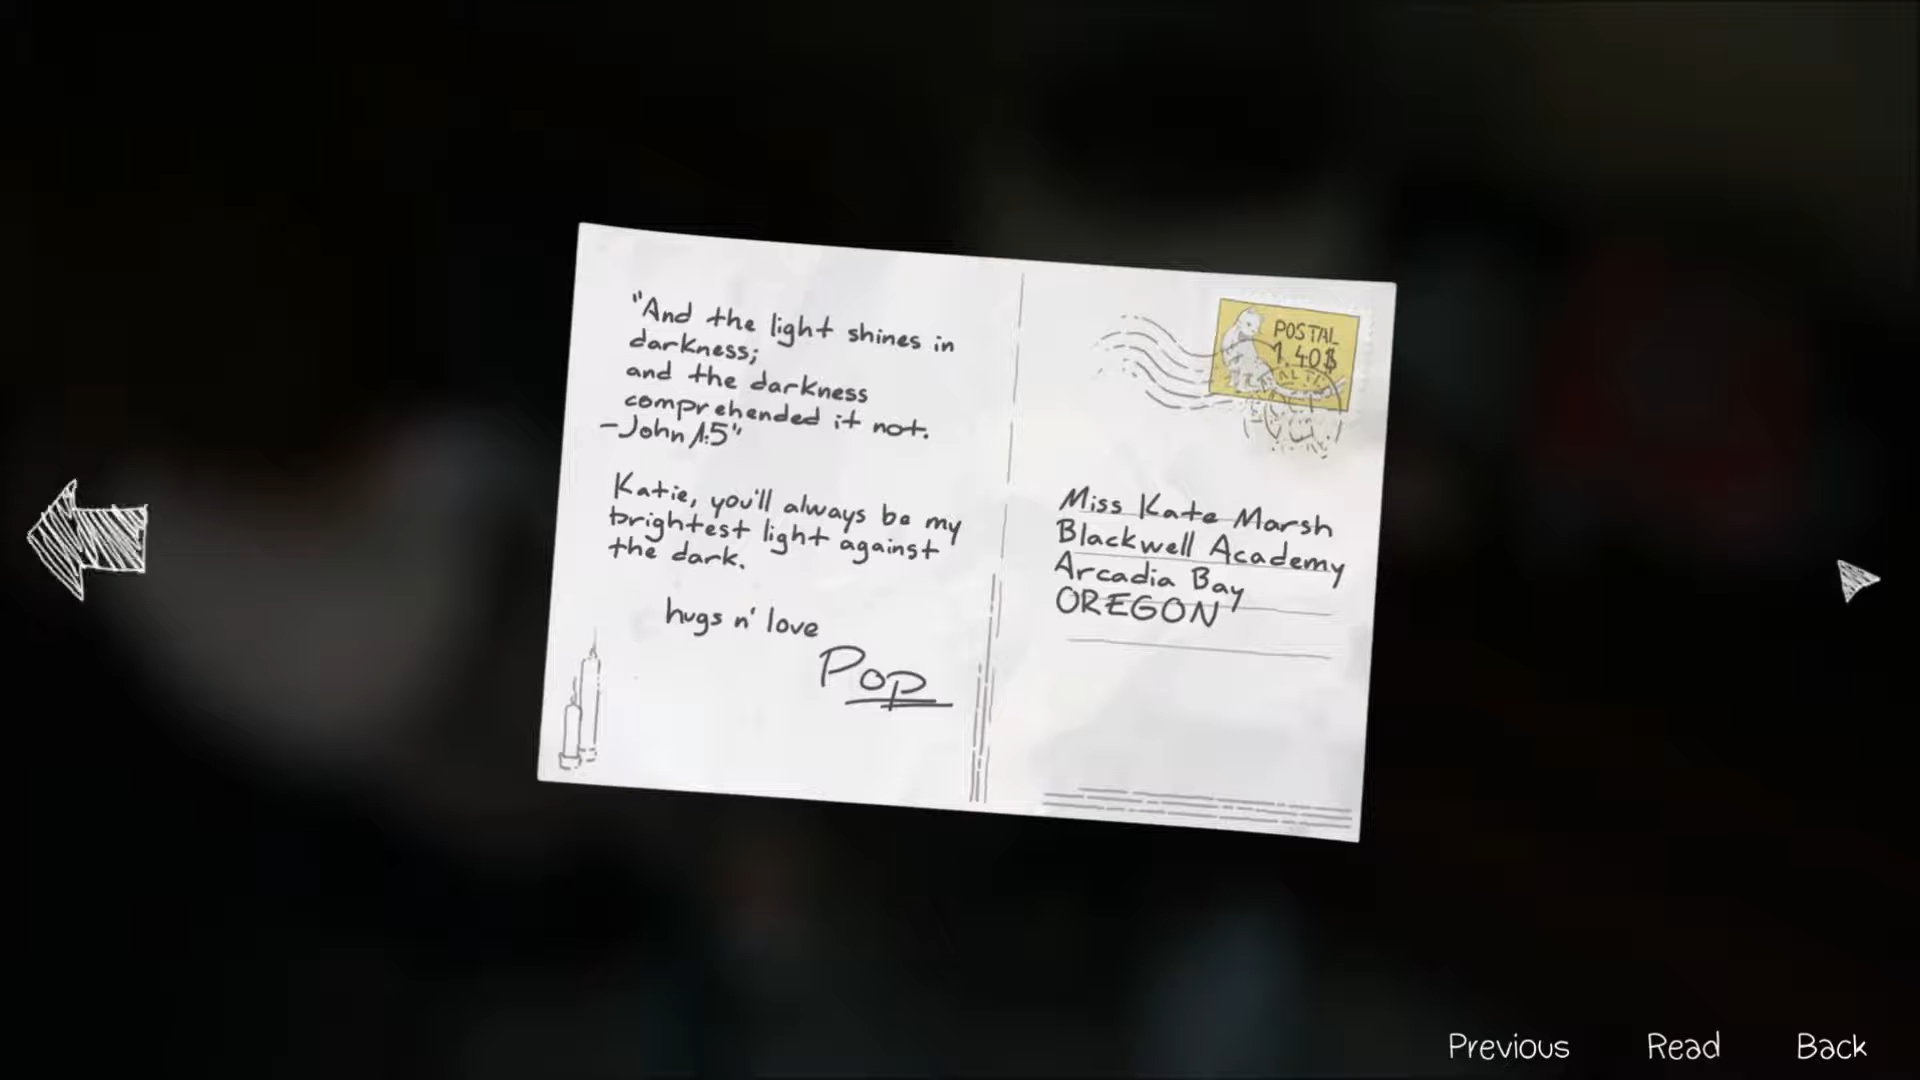 "And the light shines in
darkness;
and the darkness
comprehended it not.
-John 1:5"
Katie, you'll always be my
brightest light against
the dark.
hugs n' love
Pop
POSTAL
1.40$
Miss Kate Marsh
Blackwell Academy
Arcadia Bay
OREGON
Previous
Read
Back